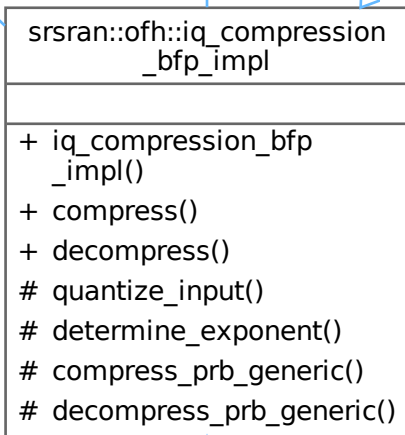 srsran::ofh::iq_compression
_bfp_impl
+ iq_compression_bfp
_impl()
+ compress()
+ decompress()
# quantize_input()
# determine_exponent()
# compress_prb_generic()
# decompress_prb_generic()